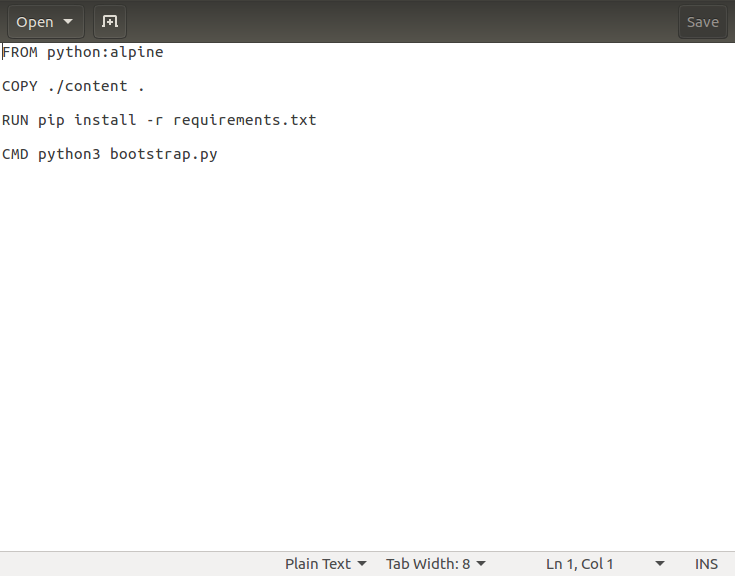 Open
Save
FROM python:alpine
COPY ./content .
RUN pip install -r requirements.txt
CMD python3 bootstrap.py
Plain Text Tab Width: 8 Ln 1, Col 1 INS